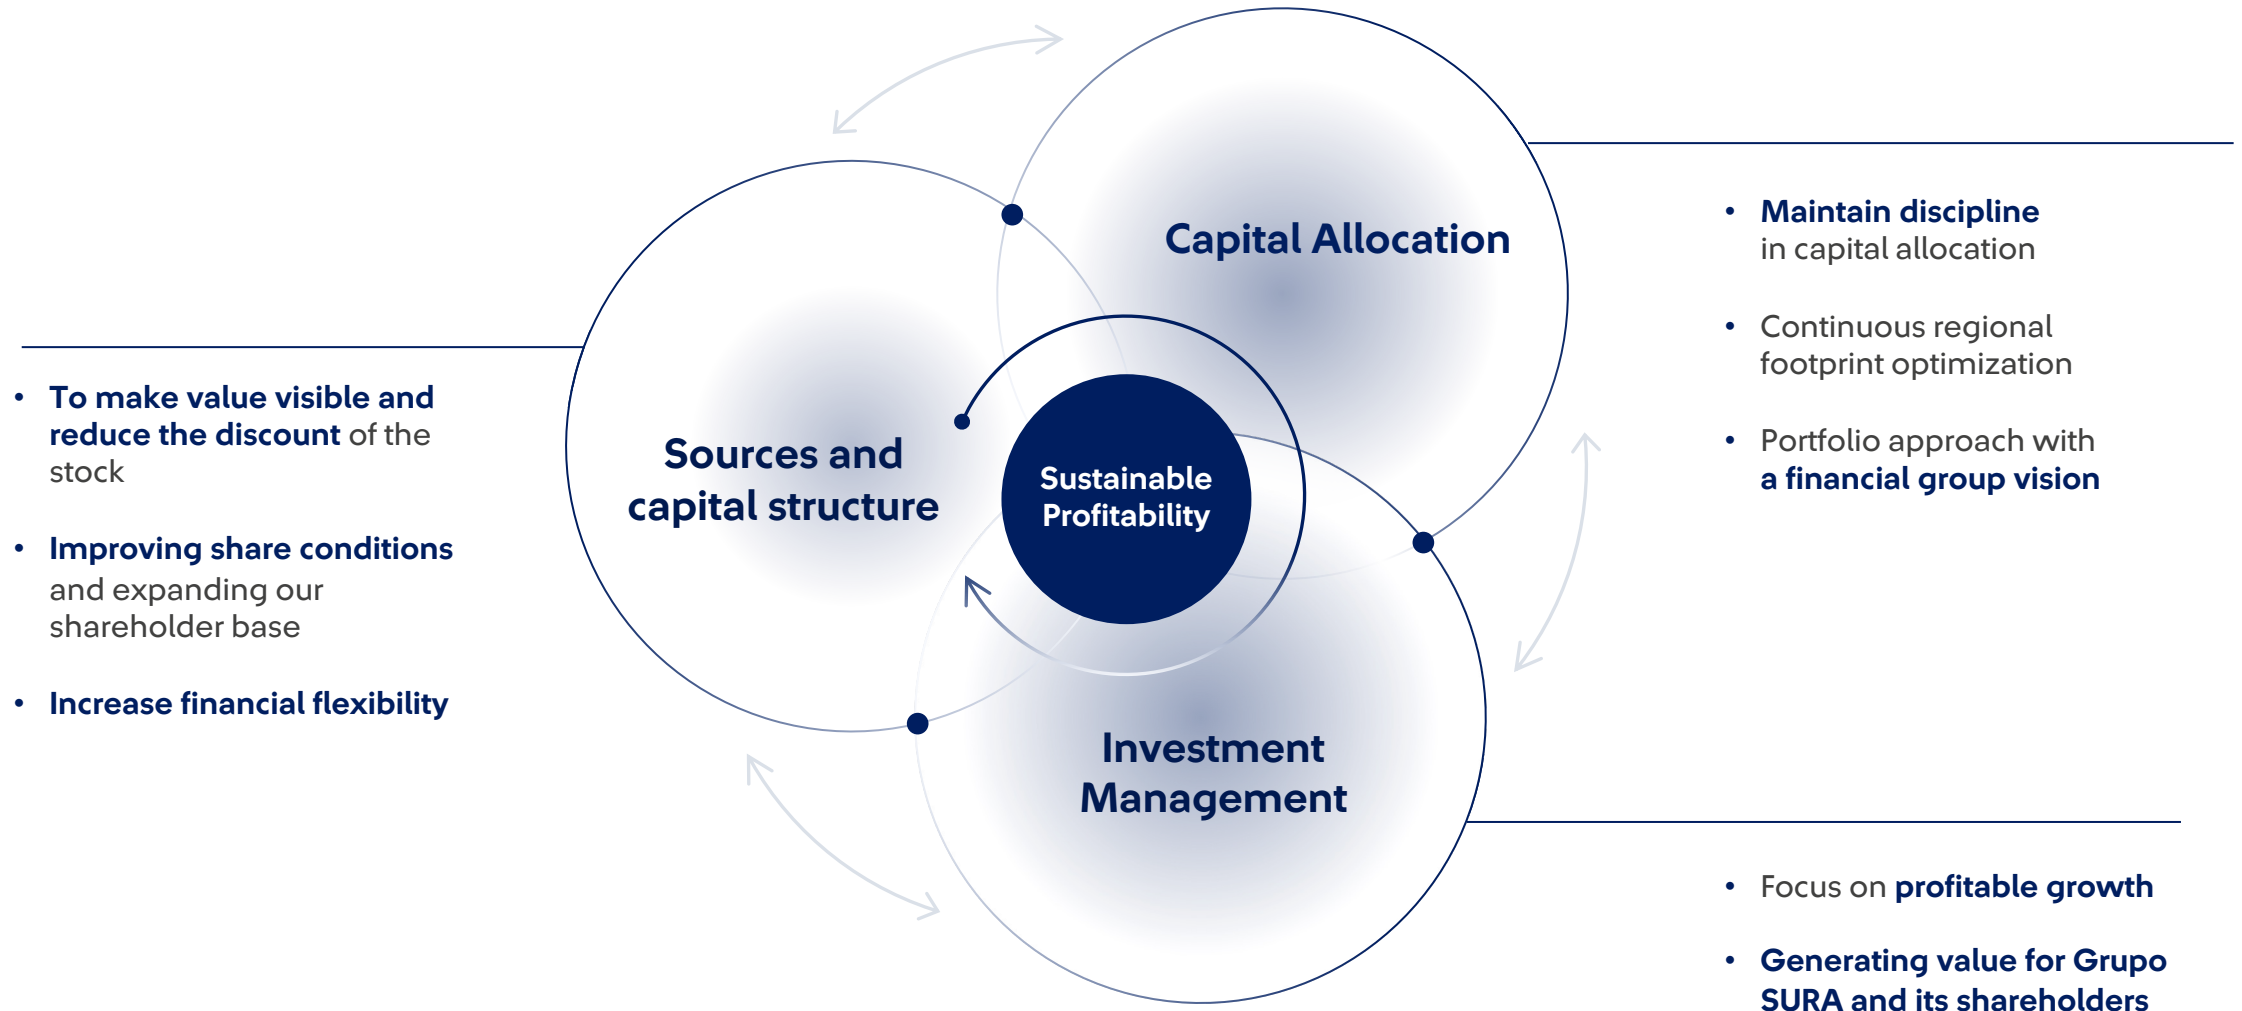 Capital Allocation
Sources and
capital structure
Sustainable
Profitability
Investment
Management
• To make value visible and
reduce the discount of the
stock
• Improving share conditions
and expanding our
shareholder base
• Increase financial flexibility
• Maintain discipline
in capital allocation
• Continuous regional
footprint optimization
• Portfolio approach with
a financial group vision
• Focus on profitable growth
• Generating value for Grupo
SURA and its shareholders